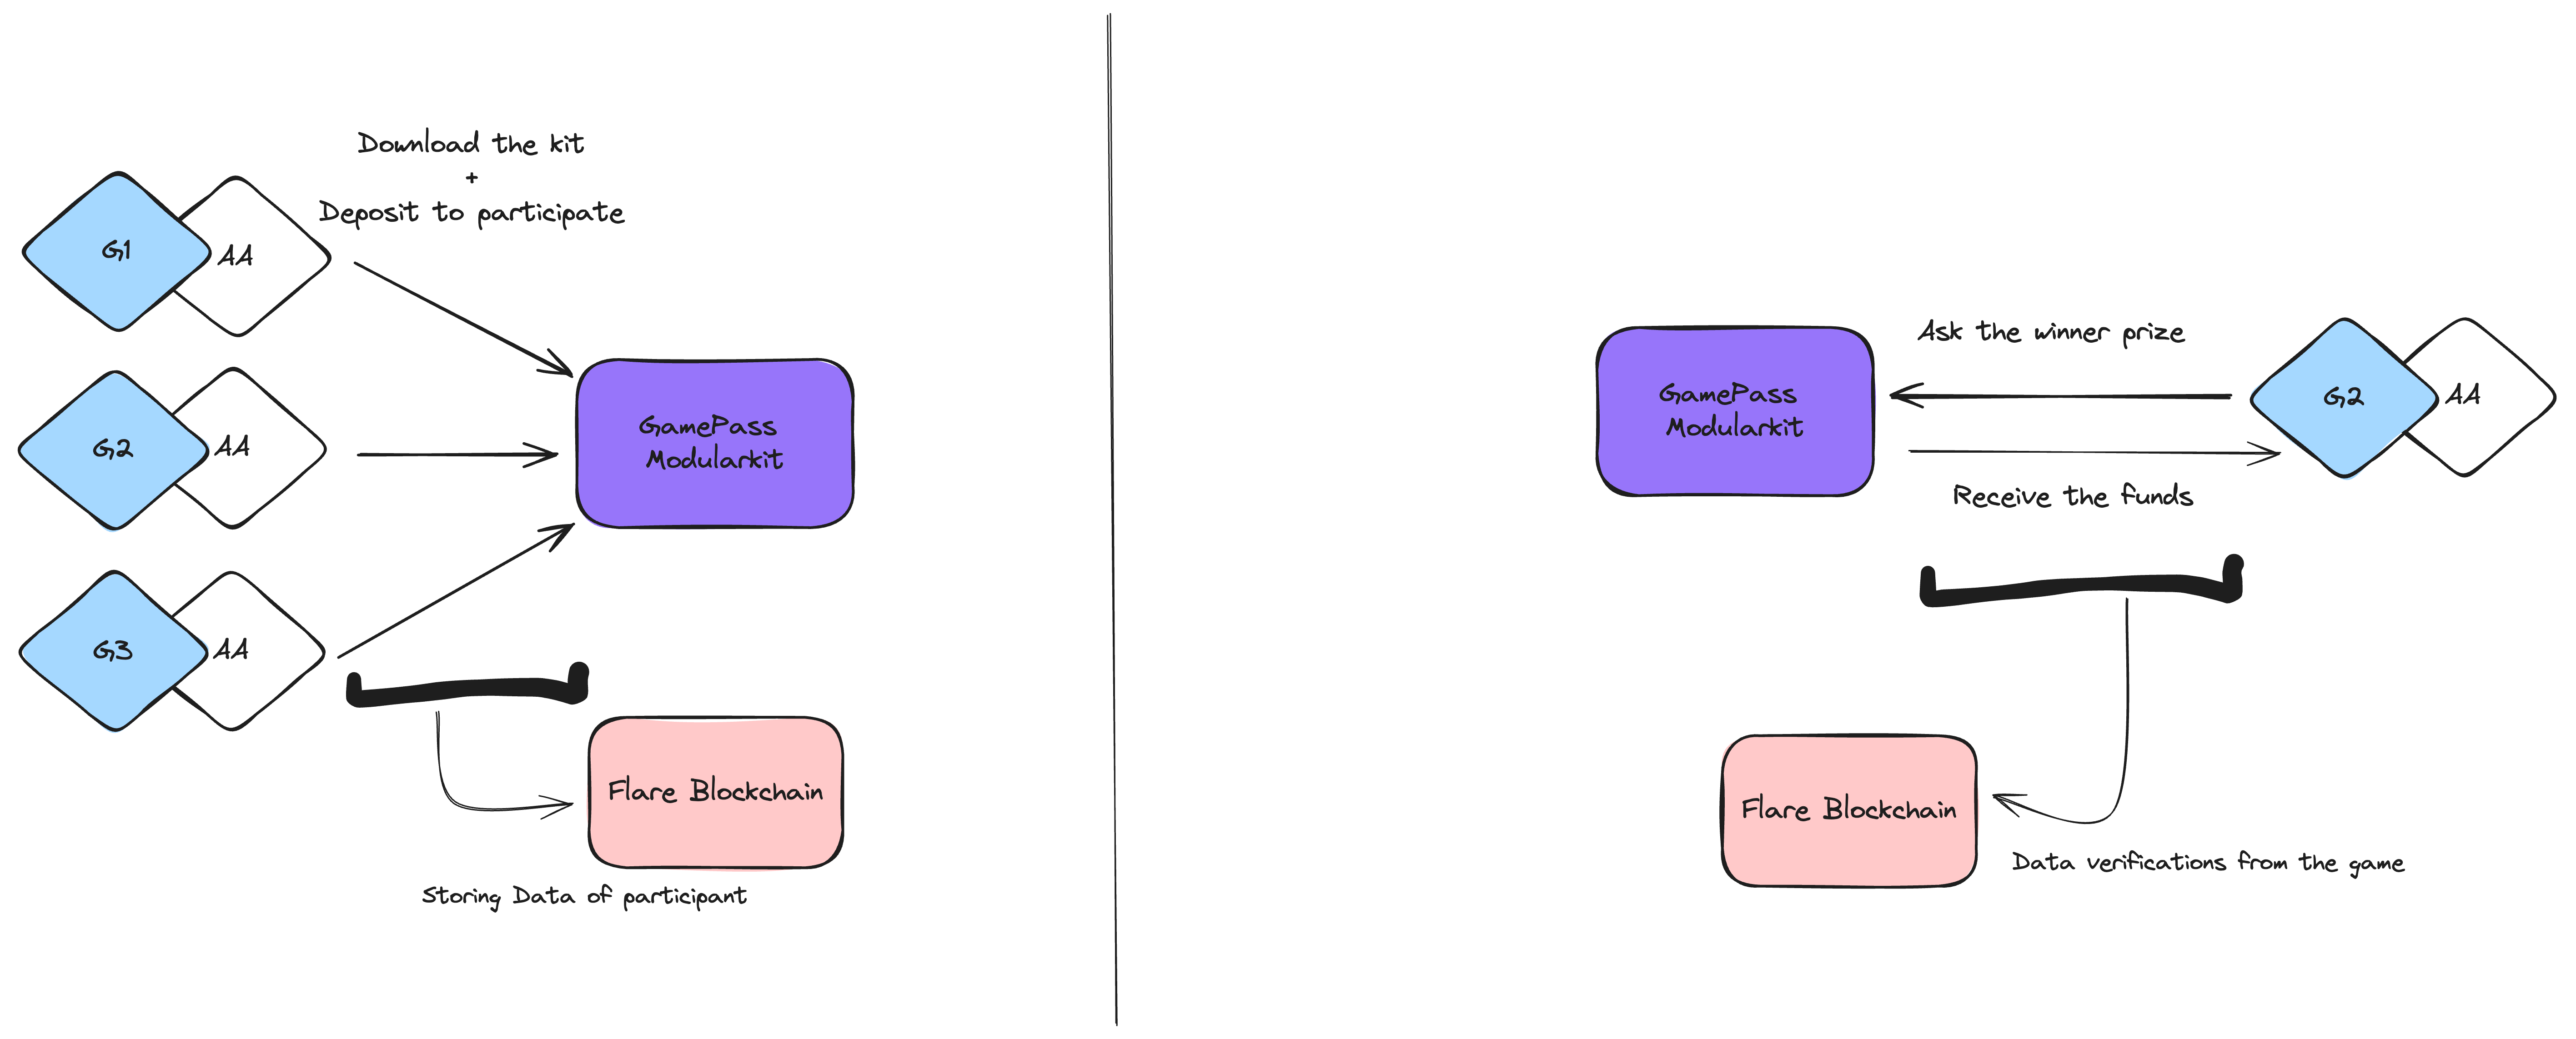 Download the kit
+
Deposit to participate
G1
AA
G2
AA
G3
AA
GamePass
Modularkit
Flare Blockchain
Storing Data of participant
GamePass
Modularkit
Ask the winner prize
Receive the funds
G2
AA
Flare Blockchain
Data verifications from the game